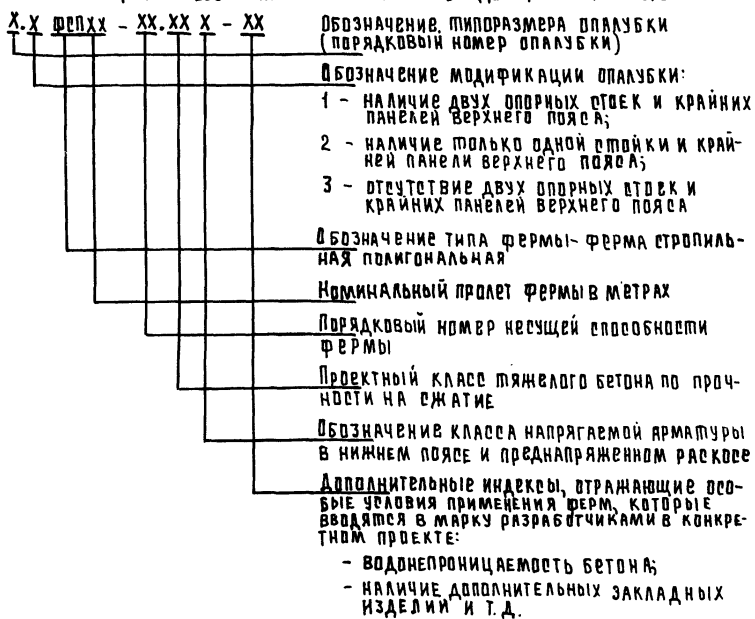 Х.Х ФСПХХ - ХХ.ХХ Х - ХХ
ОБОЗНАЧЕНИЕ. ТИПОРАЗМЕРА ОПАЛУБКИ
(ПОРЯДКОВЫЙ НОМЕР ОПАЛУБКИ)
ОБОЗНАЧЕНИЕ МОДИФИКАЦИИ ОПАЛУБКИ:
1 - НАЛИЧИЕ ДВУХ ОПОРНЫХ СТОЕК И КРАЙНИХ
ПАНЕЛЕЙ ВЕРХНЕГО ПОЯСА;
2 - НАЛИЧИЕ ТОЛЬКО ОДНОЙ СТОЙКИ И КРАЙ-
НЕЙ ПАНЕЛИ ВЕРХНЕГО ПОЯСА;
3 - ОТСУТСТВИЕ ДВУХ ОПОРНЫХ СТОЕК И
КРАЙНИХ ПАНЕЛЕЙ ВЕРХНЕГО ПОЯСА
ОБОЗНАЧЕНИЕ ТИПА ФЕРМЫ- ФЕРМА СТРОПИЛЬ-
НАЯ ПОЛИГОНАЛЬНАЯ
НОМИНАЛЬНЫЙ ПРОЛЕТ ФЕРМЫ В МЕТРАХ
ПОРЯДКОВЫЙ НОМЕР НЕСУЩЕЙ СПОСОБНОСТИ
ФЕРМЫ
ПРОЕКТНЫЙ КЛАСС ТЯЖЕЛОГО БЕТОНА ПО ПРОЧ-
НОСТИ НА СЖАТИЕ
ОБОЗНАЧЕНИЕ КЛАССА НАПРЯГАЕМОЙ АРМАТУРЫ
В НИЖНЕМ ПОЯСЕ И ПРЕДНАПРЯЖЕННОМ РАСКОСЕ
ДОПОЛНИТЕЛЬНЫЕ ИНДЕКСЫ, ОТРАЖАЮЩИЕ ОСО-
БЫЕ УСЛОВИЯ ПРИМЕНЕНИЯ ФЕРМ, КОТОРЫЕ
ВВОДЯТСЯ В МАРКУ РАЗРАБОТЧИКАМИ В КОНКРЕ-
ТНОМ ПРОЕКТЕ:
- ВОДОНЕПРОНИЦАЕМОСТЬ БЕТОНА;
- НАЛИЧИЕ ДОПОЛНИТЕЛЬНЫХ ЗАКЛАДНЫХ
ИЗДЕЛИЙ И Т.Д.